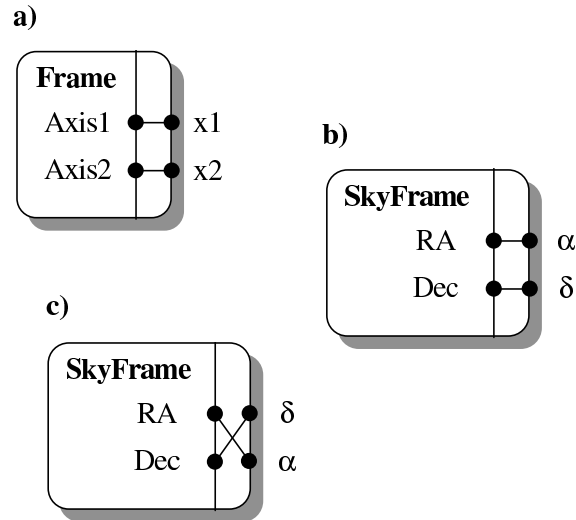 a)
Frame
Axis1 x1
Axis2 x2
b)
SkyFrame
RA α
Dec δ
c)
SkyFrame
RA δ
Dec α